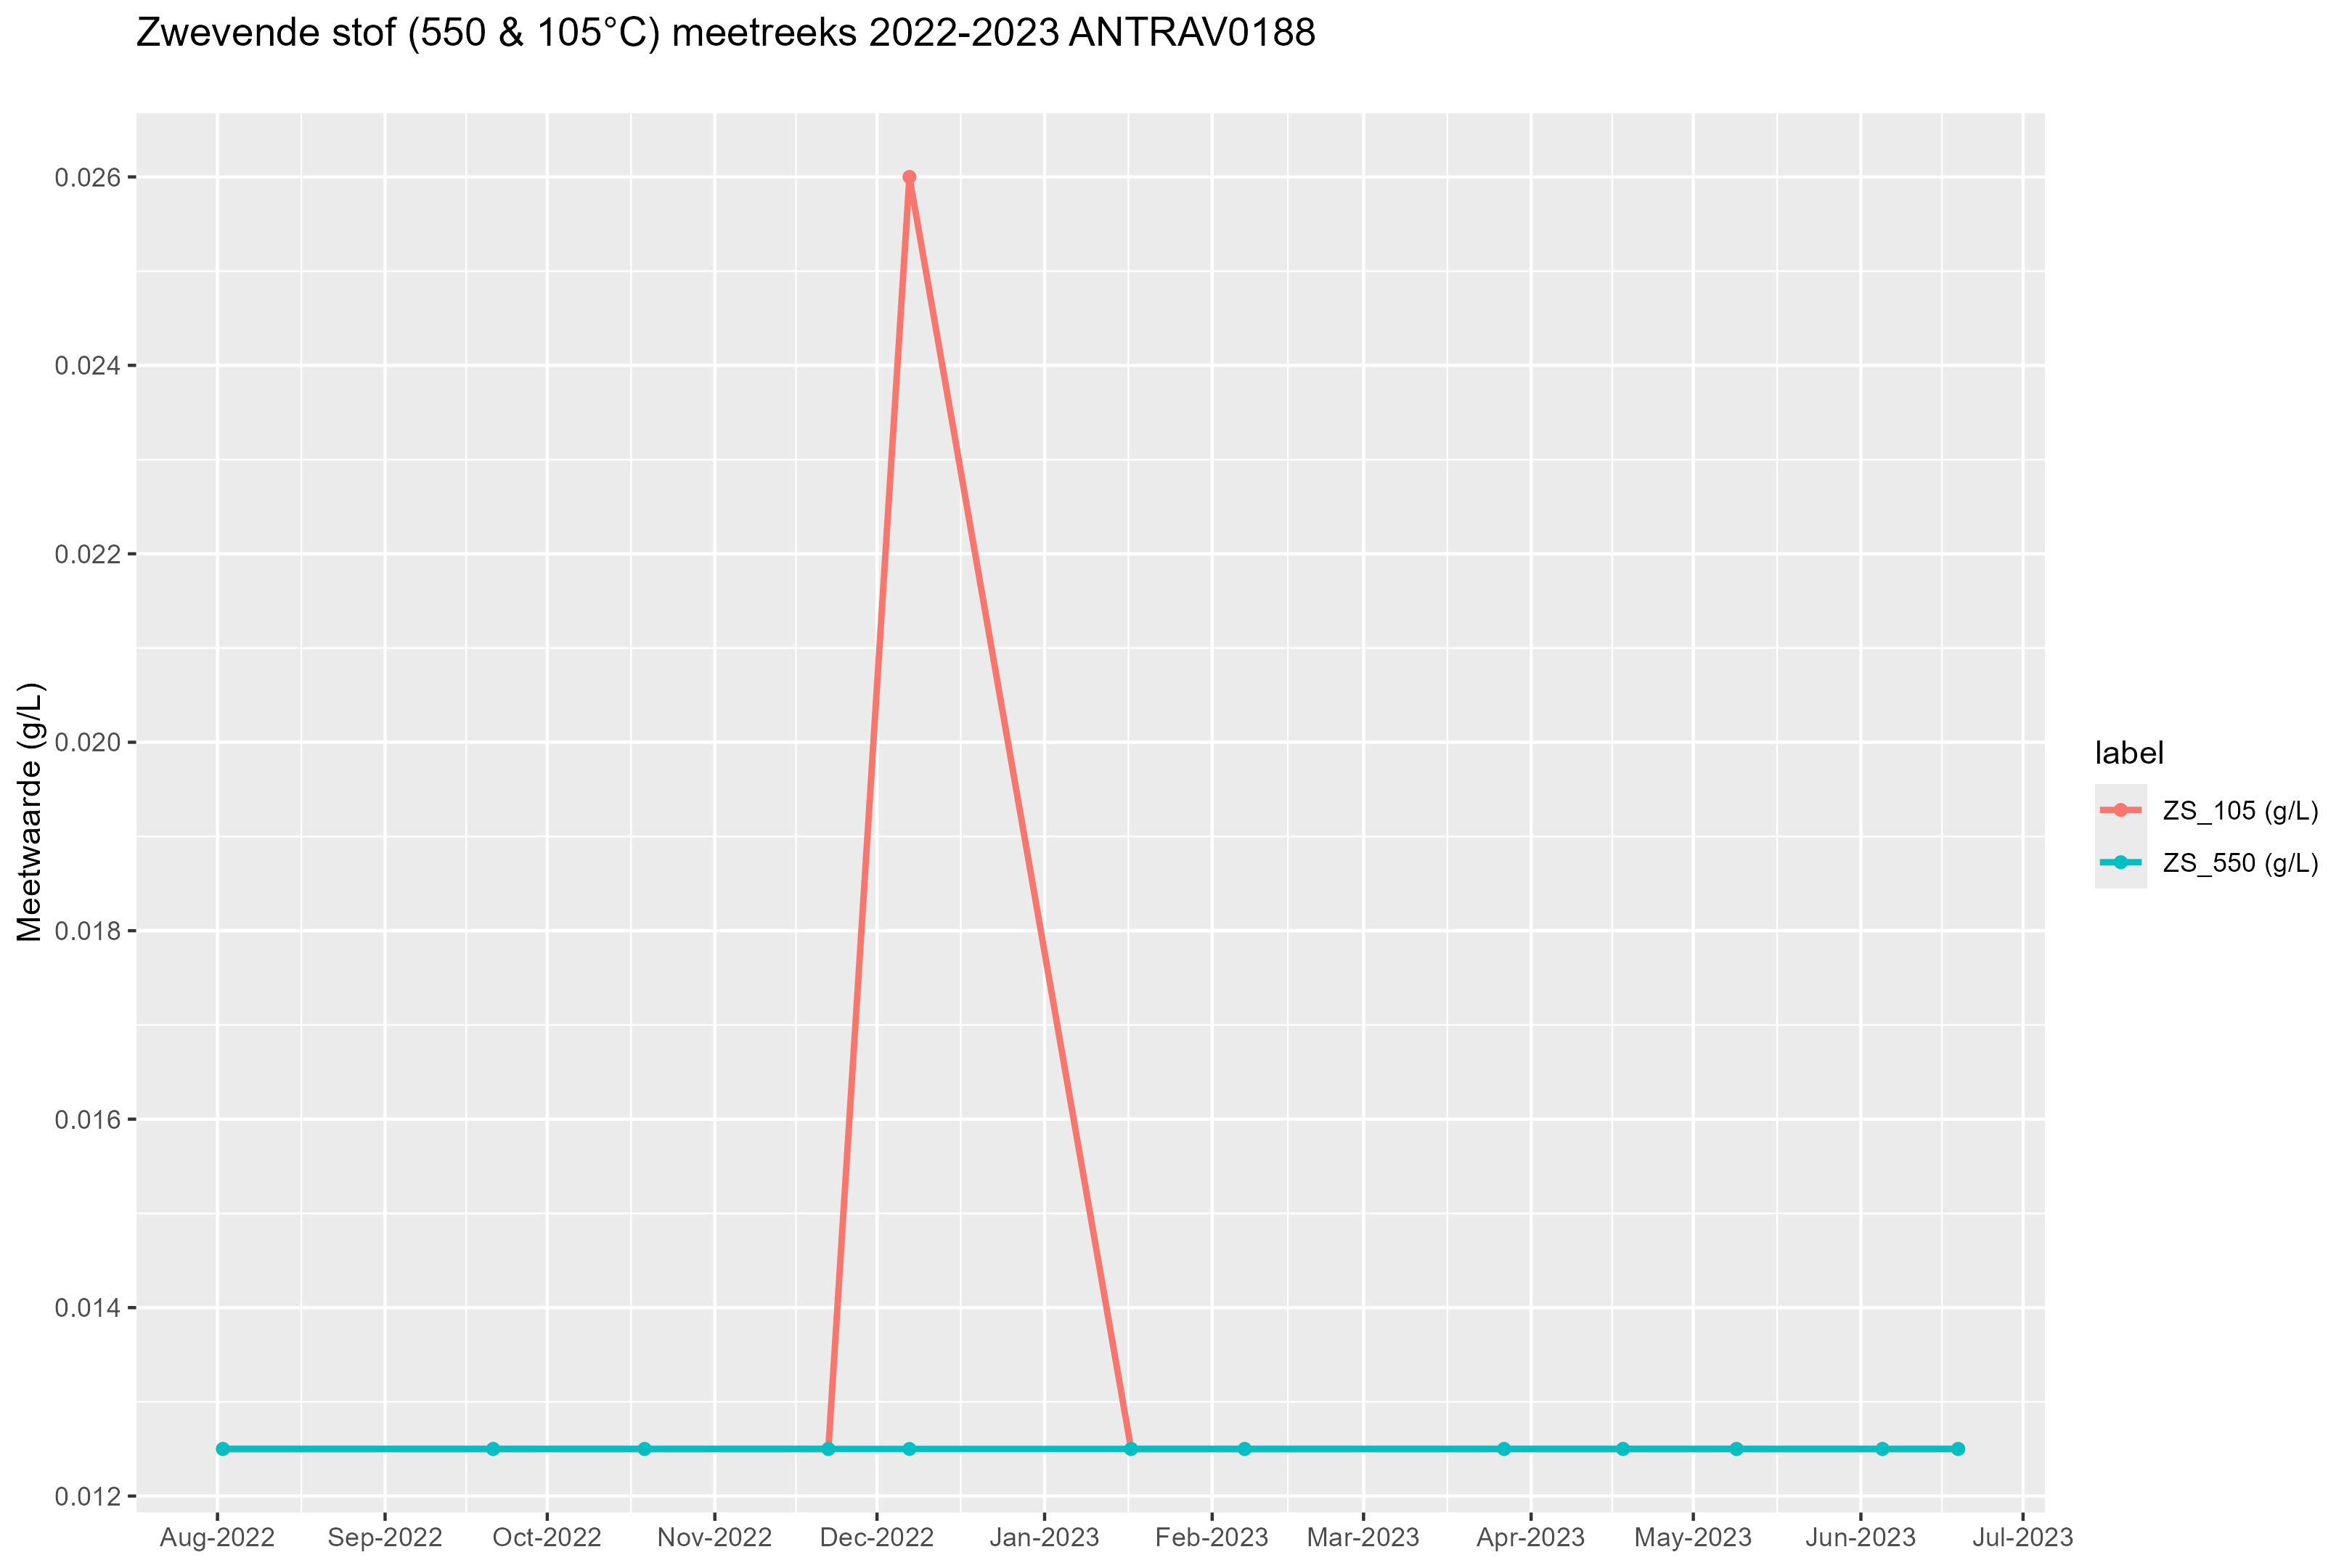 Zwevende stof (550 & 105°C) meetreeks 2022-2023 ANTRAV0188
Meetwaarde (g/L)
0.026
0.024
0.022
0.020
0.018
0.016
0.014
0.012
Aug-2022 Sep-2022 Oct-2022 Nov-2022 Dec-2022 Jan-2023 Feb-2023 Mar-2023 Apr-2023 May-2023 Jun-2023 Jul-2023
label
ZS_105 (g/L)
ZS_550 (g/L)